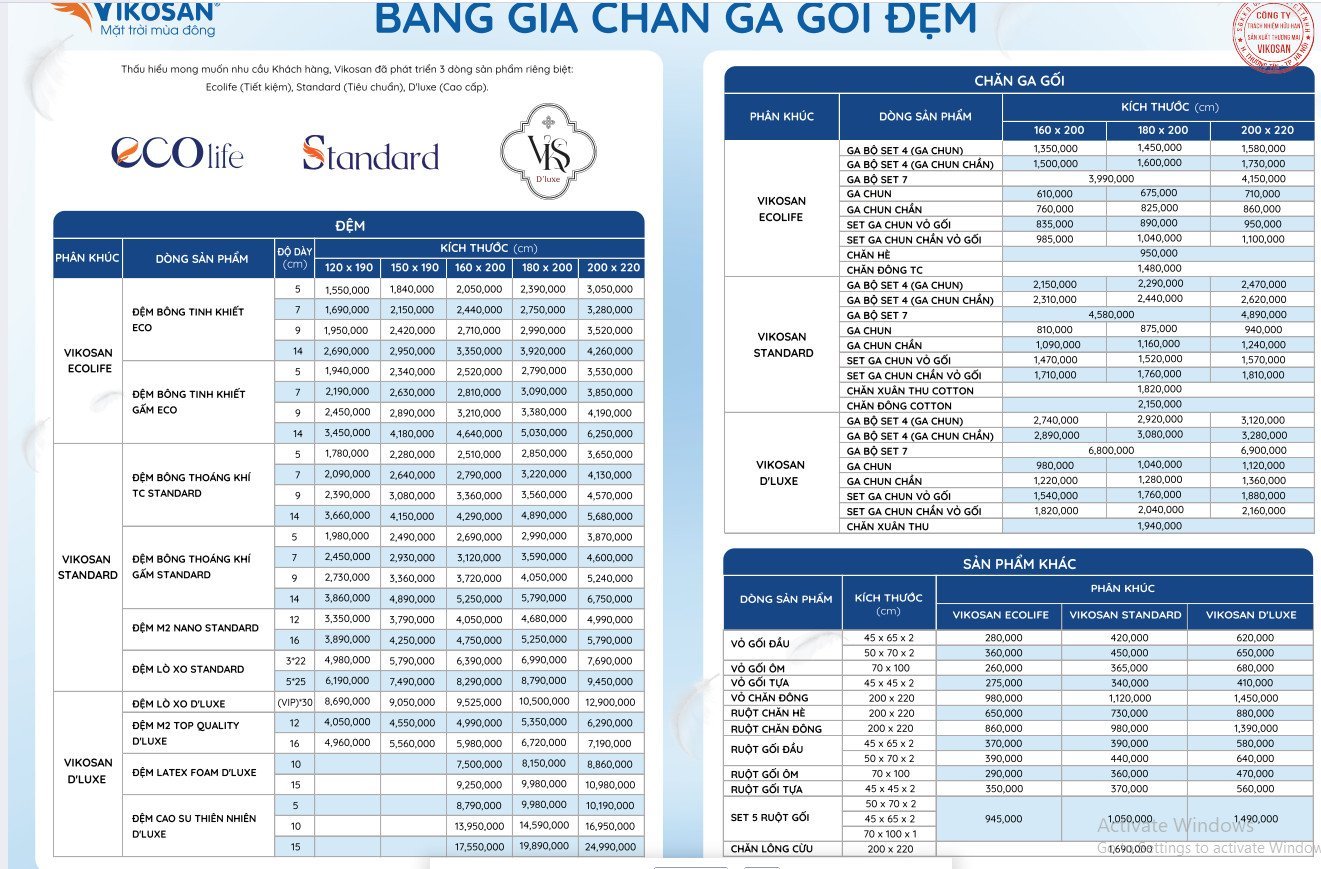 VIKOSAN
Mặt trời mùa đông
BẢNG GIÁ CHĂN GA GỐI ĐỆM
CÔNG TY
TRÁCH NHIỆM HỮU HẠN
SẢN XUẤT THƯƠNG MẠI
VIKOSAN
Thấu hiểu mong muốn nhu cầu Khách hàng, Vikosan đã phát triển 3 dòng sản phẩm riêng biệt:
Ecolife (Tiết kiệm), Standard (Tiêu chuẩn), D'luxe (Cao cấp).
ecolife Standard VKS
D'luxe
ĐỆM
PHÂN KHÚC DÒNG SẢN PHẨM ĐỘ DÀY (cm) KÍCH THƯỚC (cm)
120 x 190 150 x 190 160 x 200 180 x 200 200 x 220
VIKOSAN ECOLIFE
ĐỆM BÔNG TINH KHIẾT ECO
5 1,550,000 1,840,000 2,050,000 2,390,000 3,050,000
7 1,690,000 2,150,000 2,440,000 2,750,000 3,280,000
9 1,950,000 2,420,000 2,710,000 2,990,000 3,520,000
14 2,690,000 2,950,000 3,350,000 3,920,000 4,260,000
ĐỆM BÔNG TINH KHIẾT GẤM ECO
5 1,940,000 2,340,000 2,520,000 2,790,000 3,530,000
7 2,190,000 2,630,000 2,810,000 3,090,000 3,850,000
9 2,450,000 2,890,000 3,210,000 3,380,000 4,190,000
14 3,450,000 4,180,000 4,640,000 5,030,000 6,250,000
VIKOSAN STANDARD
ĐỆM BÔNG THOÁNG KHÍ TC STANDARD
5 1,780,000 2,280,000 2,510,000 2,850,000 3,650,000
7 2,090,000 2,640,000 2,790,000 3,220,000 4,130,000
9 2,390,000 3,080,000 3,360,000 3,560,000 4,570,000
14 3,660,000 4,150,000 4,290,000 4,890,000 5,680,000
ĐỆM BÔNG THOÁNG KHÍ GẤM STANDARD
5 1,980,000 2,490,000 2,690,000 2,990,000 3,870,000
7 2,450,000 2,930,000 3,120,000 3,590,000 4,600,000
9 2,730,000 3,360,000 3,720,000 4,050,000 5,240,000
14 3,860,000 4,890,000 5,250,000 5,790,000 6,750,000
ĐỆM M2 NANO STANDARD
12 3,350,000 3,790,000 4,050,000 4,680,000 4,990,000
16 3,890,000 4,250,000 4,750,000 5,250,000 5,790,000
ĐỆM LÒ XO STANDARD
3*22 4,980,000 5,790,000 6,390,000 6,990,000 7,690,000
5*25 6,190,000 7,490,000 8,290,000 8,790,000 9,450,000
VIKOSAN D'LUXE
ĐỆM LÒ XO D'LUXE (VIP)*30 8,690,000 9,050,000 9,525,000 10,500,000 12,900,000
ĐỆM M2 TOP QUALITY D'LUXE
12 4,050,000 4,550,000 4,990,000 5,350,000 6,290,000
16 4,960,000 5,560,000 5,980,000 6,720,000 7,190,000
ĐỆM LATEX FOAM D'LUXE
10 7,500,000 8,150,000 8,860,000
15 9,250,000 9,980,000 10,980,000
ĐỆM CAO SU THIÊN NHIÊN D'LUXE
5 8,790,000 9,980,000 10,190,000
10 13,950,000 14,590,000 16,950,000
15 17,550,000 19,890,000 24,990,000
CHĂN GA GỐI
PHÂN KHÚC DÒNG SẢN PHẨM KÍCH THƯỚC (cm)
160 x 200 180 x 200 200 x 220
VIKOSAN ECOLIFE
GA BỘ SET 4 (GA CHUN) 1,350,000 1,450,000 1,580,000
GA BỘ SET 4 (GA CHUN CHẦN) 1,500,000 1,600,000 1,730,000
GA BỘ SET 7 3,990,000 4,150,000
GA CHUN 610,000 675,000 710,000
GA CHUN CHẦN 760,000 825,000 860,000
SET GA CHUN VỎ GỐI 835,000 890,000 950,000
SET GA CHUN CHẦN VỎ GỐI 985,000 1,040,000 1,100,000
CHĂN HÈ 950,000
CHĂN ĐÔNG TC 1,480,000
VIKOSAN STANDARD
GA BỘ SET 4 (GA CHUN) 2,150,000 2,290,000 2,470,000
GA BỘ SET 4 (GA CHUN CHẦN) 2,310,000 2,440,000 2,620,000
GA BỘ SET 7 4,580,000 4,890,000
GA CHUN 810,000 875,000 940,000
GA CHUN CHẦN 1,090,000 1,160,000 1,240,000
SET GA CHUN VỎ GỐI 1,470,000 1,520,000 1,570,000
SET GA CHUN CHẦN VỎ GỐI 1,710,000 1,760,000 1,810,000
CHĂN XUÂN THU COTTON 1,820,000
CHĂN ĐÔNG COTTON 2,150,000
VIKOSAN D'LUXE
GA BỘ SET 4 (GA CHUN) 2,740,000 2,920,000 3,120,000
GA BỘ SET 4 (GA CHUN CHẦN) 2,890,000 3,080,000 3,280,000
GA BỘ SET 7 6,800,000 6,900,000
GA CHUN 980,000 1,040,000 1,120,000
GA CHUN CHẦN 1,220,000 1,280,000 1,360,000
SET GA CHUN VỎ GỐI 1,540,000 1,760,000 1,880,000
SET GA CHUN CHẦN VỎ GỐI 1,820,000 2,040,000 2,160,000
CHĂN XUÂN THU 1,940,000
SẢN PHẨM KHÁC
DÒNG SẢN PHẨM KÍCH THƯỚC (cm) PHÂN KHÚC
VIKOSAN ECOLIFE VIKOSAN STANDARD VIKOSAN D'LUXE
VỎ GỐI ĐẦU
45 x 65 x 2 280,000 420,000 620,000
50 x 70 x 2 360,000 450,000 650,000
VỎ GỐI ÔM 70 x 100 260,000 365,000 680,000
VỎ GỐI TỰA 45 x 45 x 2 275,000 340,000 410,000
VỎ CHĂN ĐÔNG 200 x 220 980,000 1,120,000 1,450,000
RUỘT CHĂN HÈ 200 x 220 650,000 730,000 880,000
RUỘT CHĂN ĐÔNG 200 x 220 860,000 980,000 1,390,000
RUỘT GỐI ĐẦU
45 x 65 x 2 370,000 390,000 580,000
50 x 70 x 2 390,000 440,000 640,000
RUỘT GỐI ÔM 70 x 100 290,000 360,000 470,000
RUỘT GỐI TỰA 45 x 45 x 2 350,000 370,000 560,000
SET 5 RUỘT GỐI
50 x 70 x 2
45 x 65 x 2 945,000 1,050,000 1,490,000
70 x 100 x 1
CHĂN LÔNG CỪU 200 x 220 1,690,000
Activate Windows
Go to Settings to activate Window